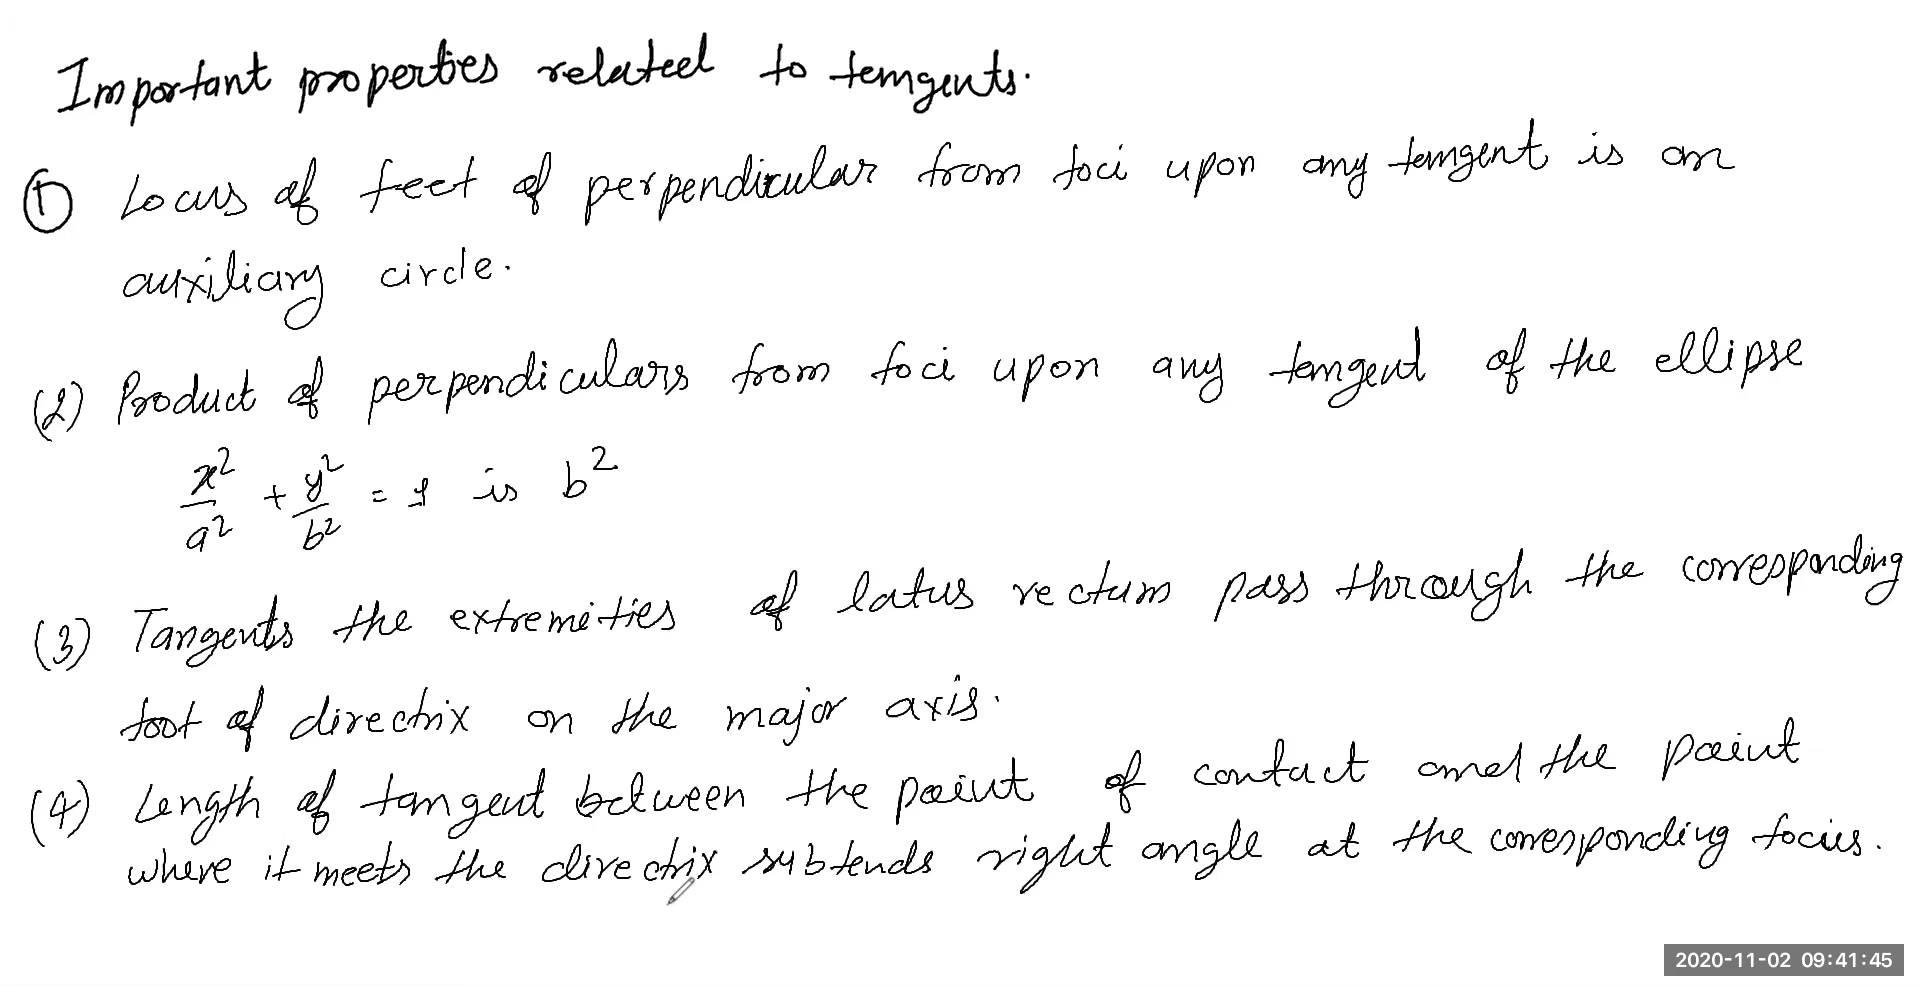 Important properties related to tangents.
① Locus of feet of perpendicular from foci upon any tangent is an
auxiliary circle.
(2) Product of perpendiculars from foci upon any tangent of the ellipse
x²/a² + y²/b² = 1 is b²
(3) Tangents the extremities of latus rectum pass through the corresponding
foot of directrix on the major axis.
(4) Length of tangent between the point of contact and the point
where it meets the directrix subtends right angle at the corresponding focus.
2020-11-02 09:41:45